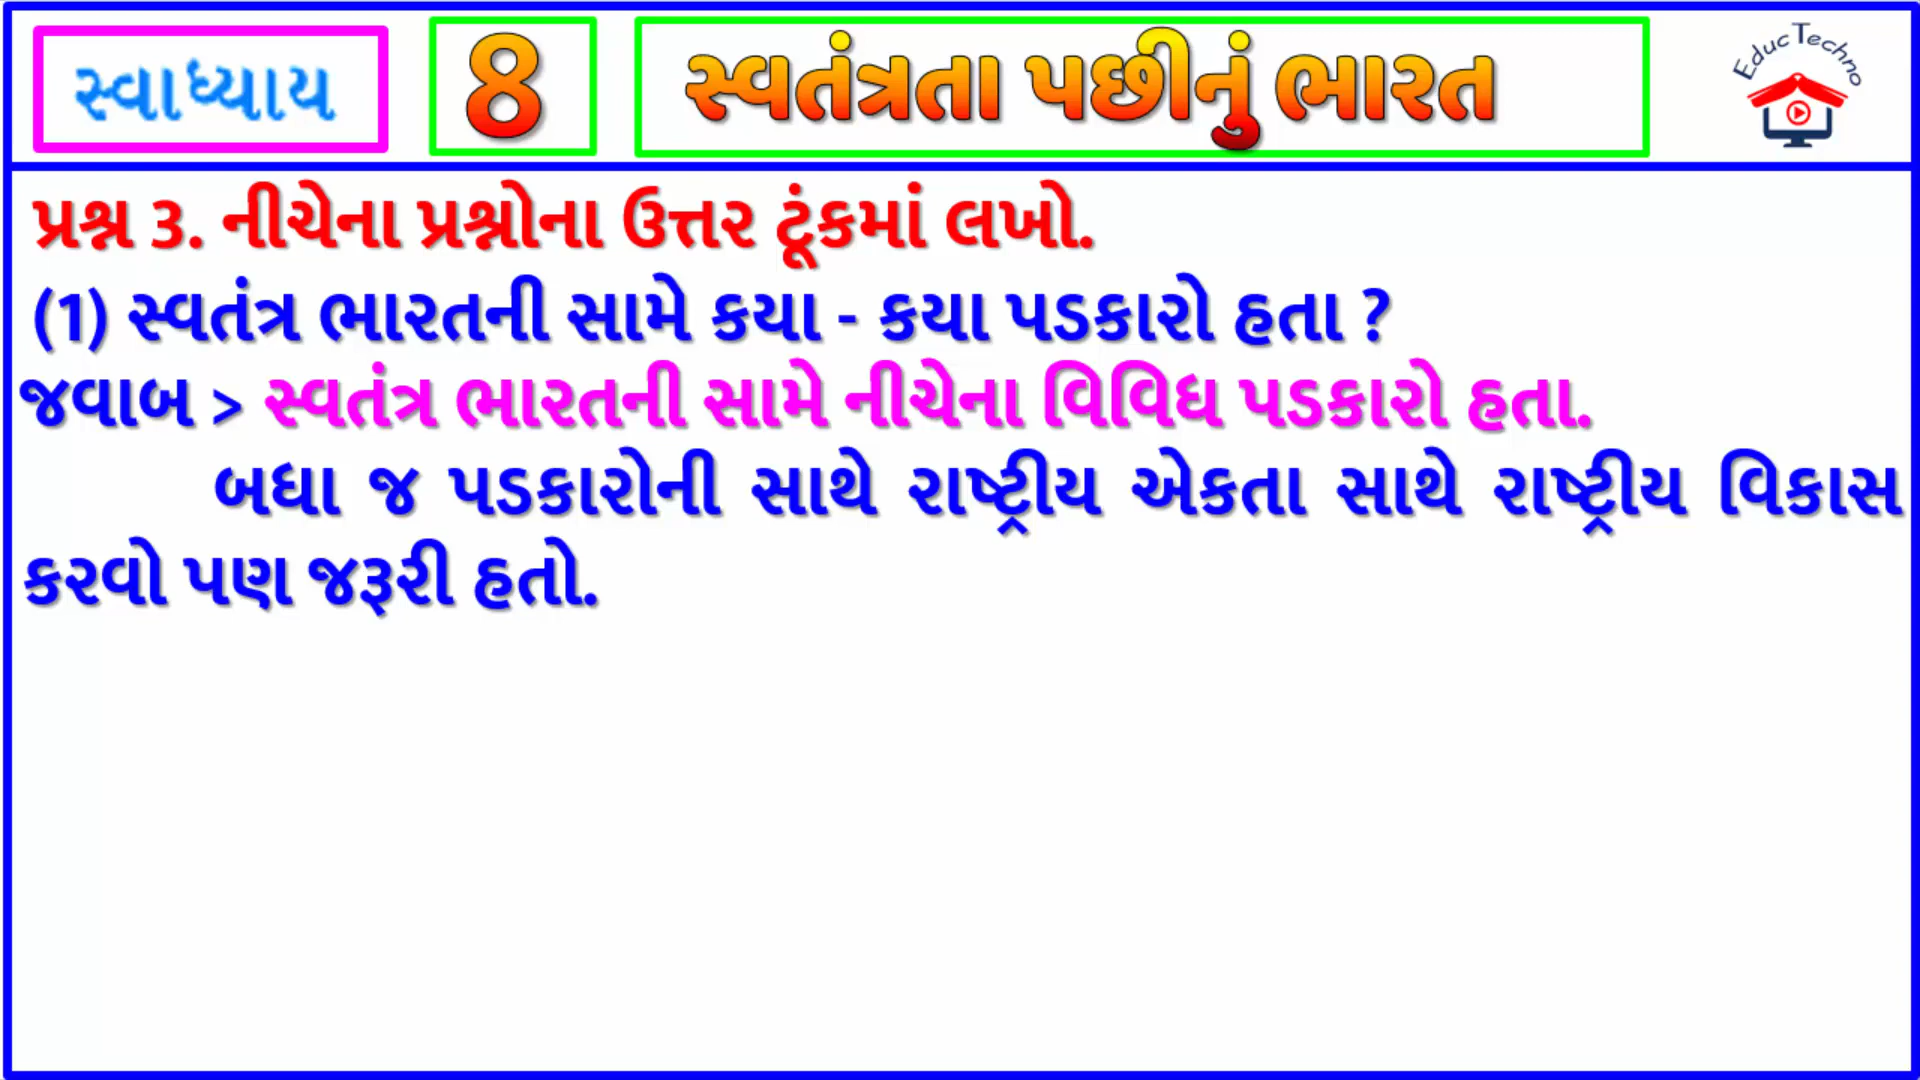 સ્વાધ્યાય 8 સ્વતંત્રતા પછીનું ભારત EducTechno
પ્રશ્ન 3. નીચેના પ્રશ્નોના ઉત્તર ટૂંકમાં લખો.
(1) સ્વતંત્ર ભારતની સામે કયા - કયા પડકારો હતા ?
જવાબ > સ્વતંત્ર ભારતની સામે નીચેના વિવિધ પડકારો હતા.
બધા જ પડકારોની સાથે રાષ્ટ્રીય એકતા સાથે રાષ્ટ્રીય વિકાસ
કરવો પણ જરૂરી હતો.